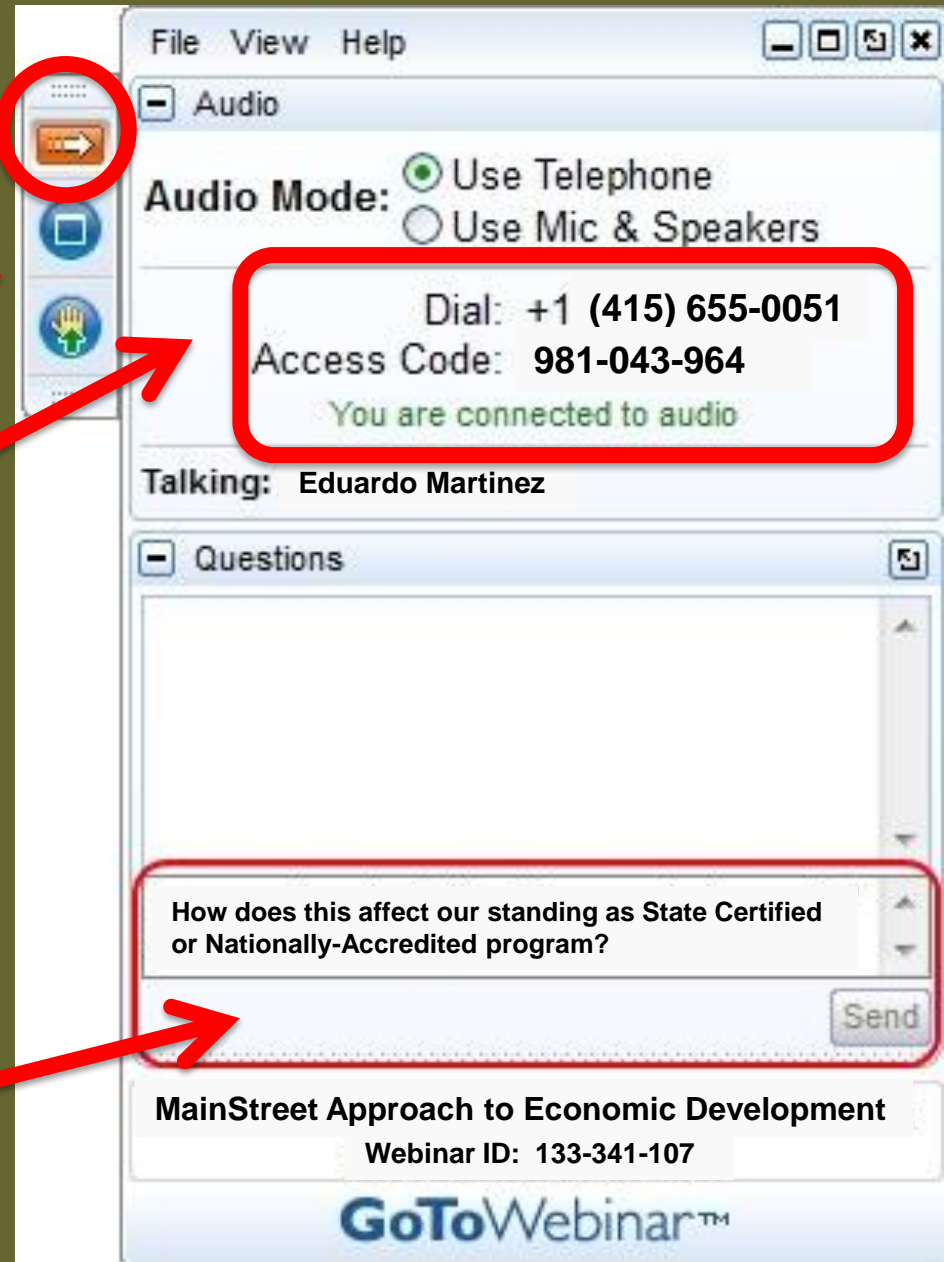 File View Help
Audio
Audio Mode: Use Telephone
Use Mic & Speakers
Dial: +1 (415) 655-0051
Access Code: 981-043-964
You are connected to audio
Talking: Eduardo Martinez
Questions
How does this affect our standing as State Certified
or Nationally-Accredited program?
Send
MainStreet Approach to Economic Development
Webinar ID: 133-341-107
GoToWebinar™